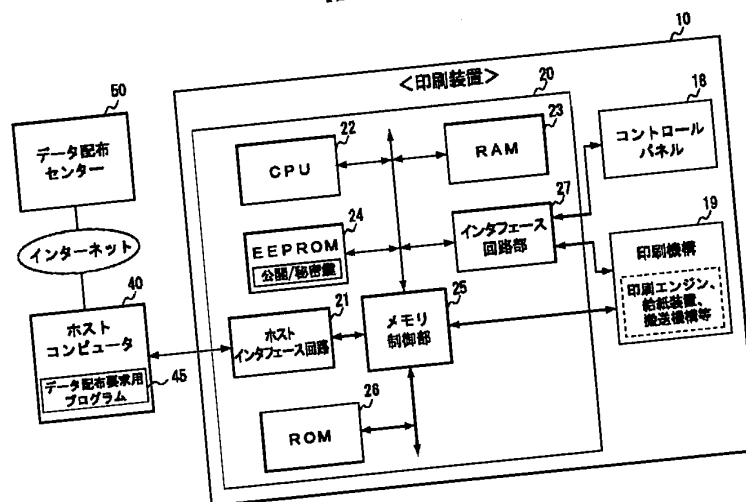 10
<印刷装置>
20
50
データ配布
センター
インターネット
40
ホスト
コンピュータ
データ配布要求用
プログラム
45
22
CPU
23
RAM
24
EEPROM
公開/秘密鍵
27
インタフェース
回路部
21
ホスト
インタフェース回路
25
メモリ
制御部
26
ROM
18
コントロール
パネル
19
印刷機構
印刷エンジン、
給紙装置、
搬送機構等